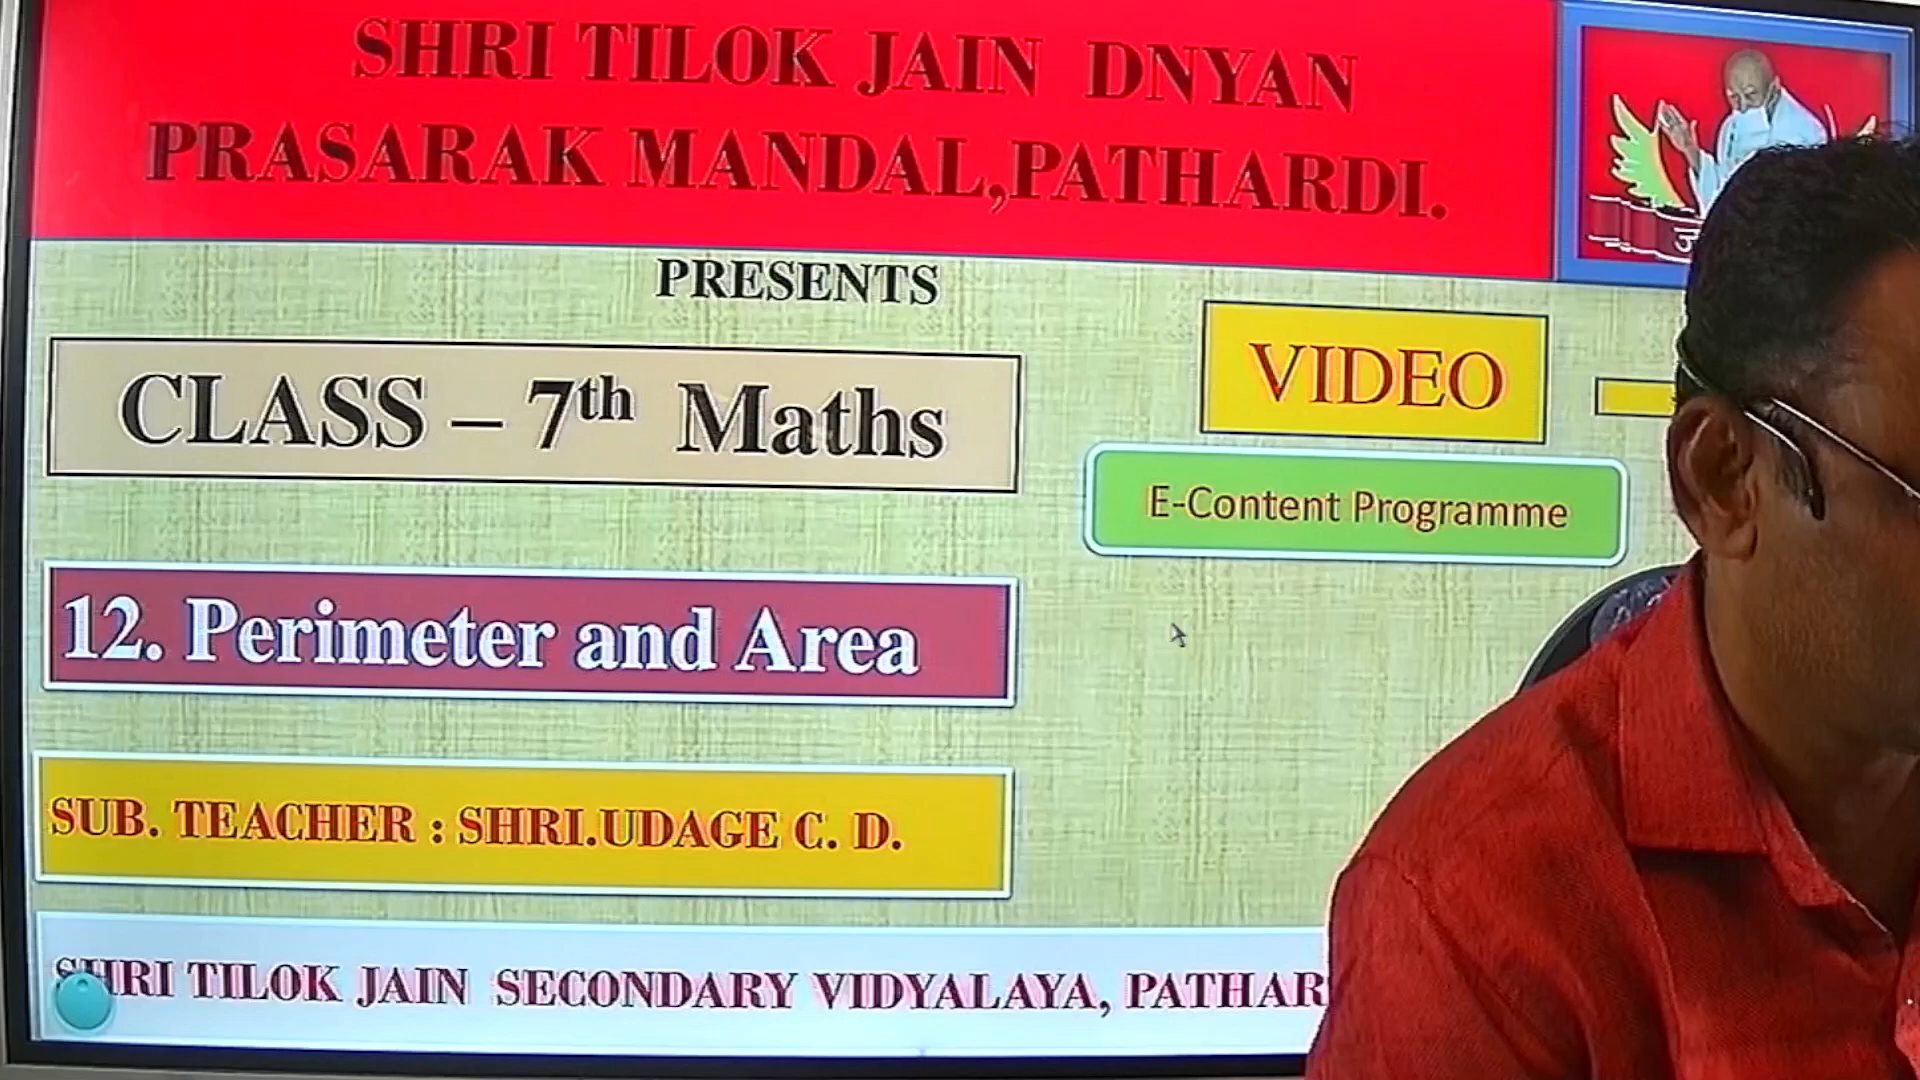 SHRI TILOK JAIN DNYAN
PRASARAK MANDAL,PATHARDI.
PRESENTS
CLASS – 7th Maths
VIDEO
E-Content Programme
12. Perimeter and Area
SUB. TEACHER : SHRI.UDAGE C. D.
SHRI TILOK JAIN SECONDARY VIDYALAYA, PATHAR